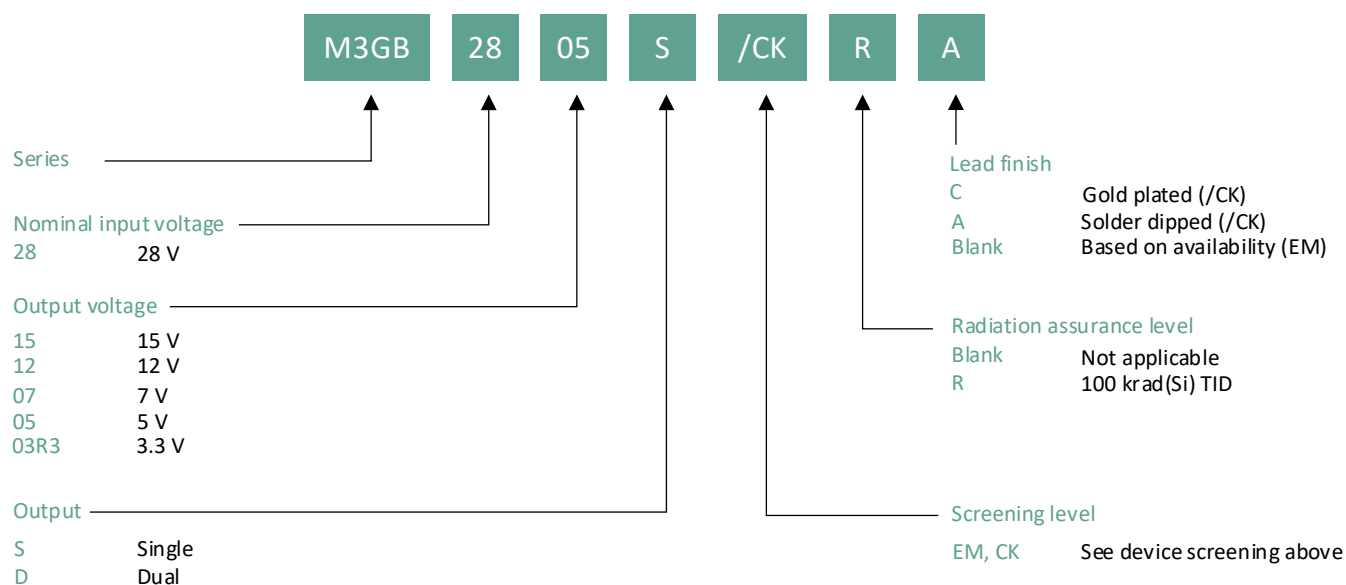 M3GB 28 05 S /CK R A
Series
Nominal input voltage
28 28 V
Output voltage
15 15 V
12 12 V
07 7 V
05 5 V
03R3 3.3 V
Output
S Single
D Dual
Lead finish
C Gold plated (/CK)
A Solder dipped (/CK)
Blank Based on availability (EM)
Radiation assurance level
Blank Not applicable
R 100 krad(Si) TID
Screening level
EM, CK See device screening above